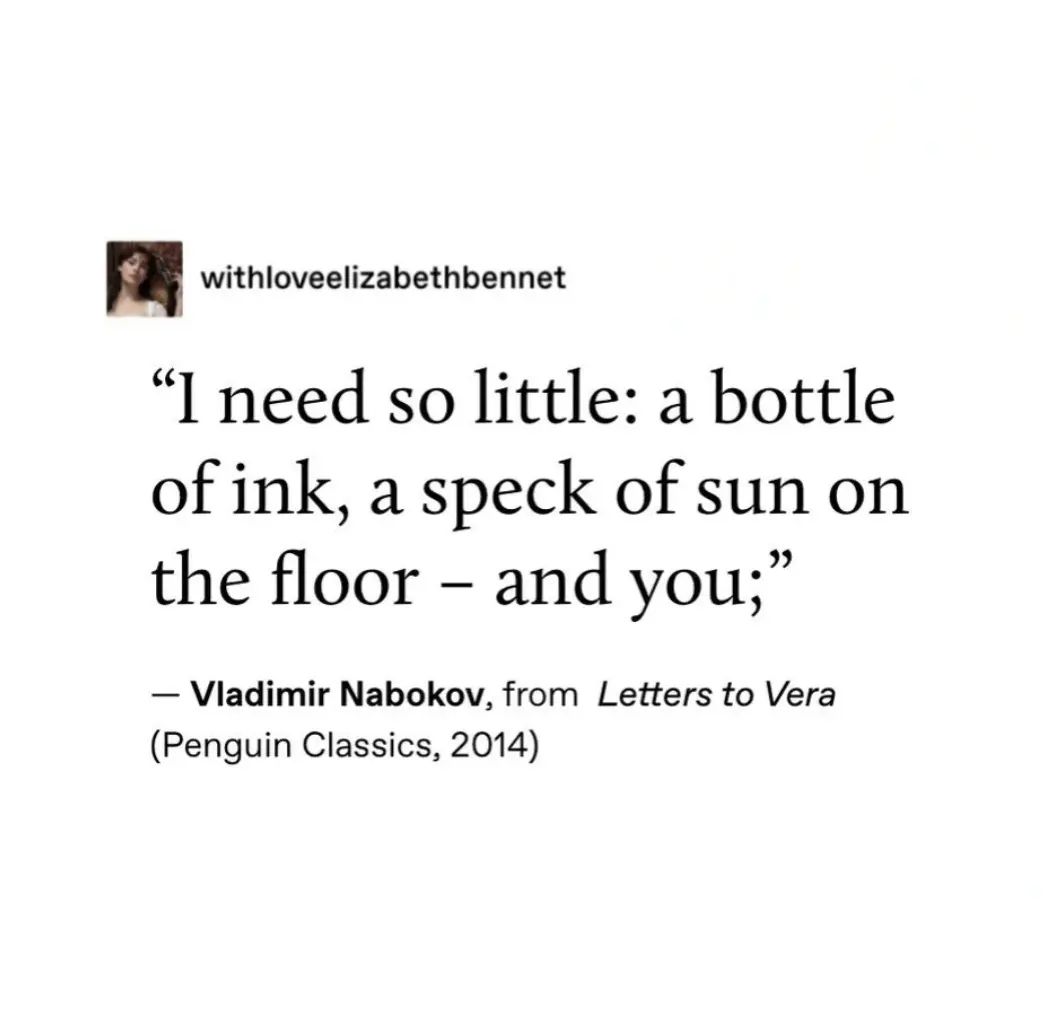 withloveelizabethbennet
“I need so little: a bottle
of ink, a speck of sun on
the floor – and you;”
— Vladimir Nabokov, from Letters to Vera
(Penguin Classics, 2014)